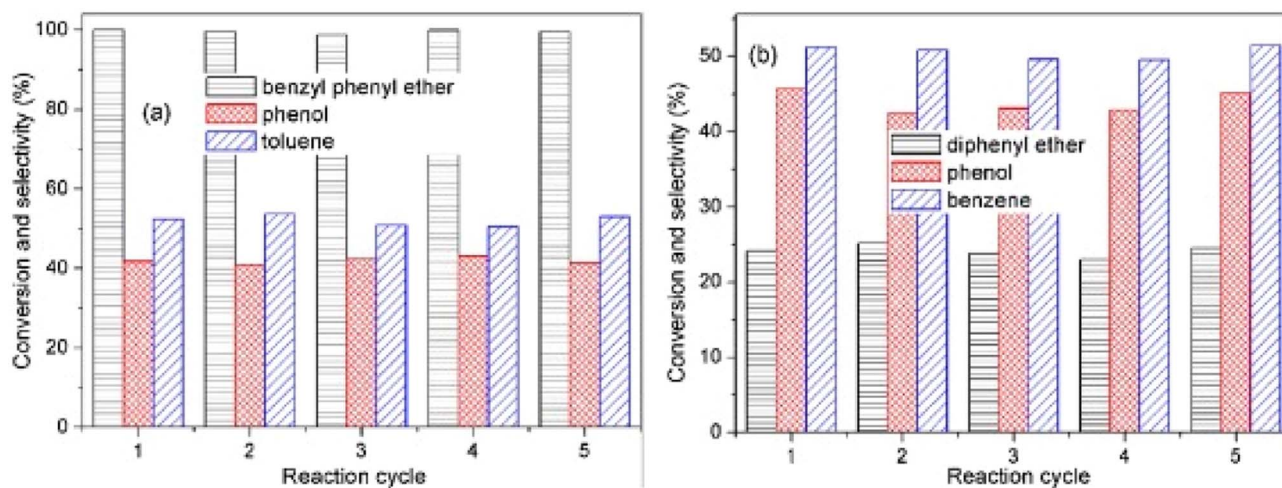 Conversion and selectivity (%)
100
80
60
40
20
0
(a)
benzyl phenyl ether
phenol
toluene
1 2 3 4 5
Reaction cycle
Conversion and selectivity (%)
50
40
30
20
10
0
(b)
diphenyl ether
phenol
benzene
1 2 3 4 5
Reaction cycle